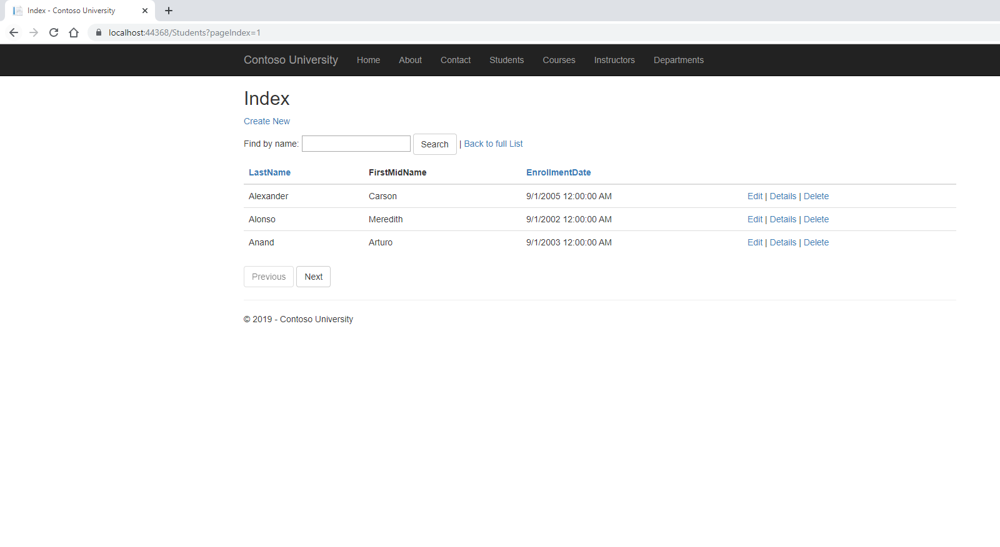 Index - Contoso University
localhost:44368/Students?pageIndex=1
Contoso University Home About Contact Students Courses Instructors Departments
Index
Create New
Find by name: Search | Back to full List
LastName FirstMidName EnrollmentDate
Alexander Carson 9/1/2005 12:00:00 AM Edit | Details | Delete
Alonso Meredith 9/1/2002 12:00:00 AM Edit | Details | Delete
Anand Arturo 9/1/2003 12:00:00 AM Edit | Details | Delete
Previous Next
© 2019 - Contoso University